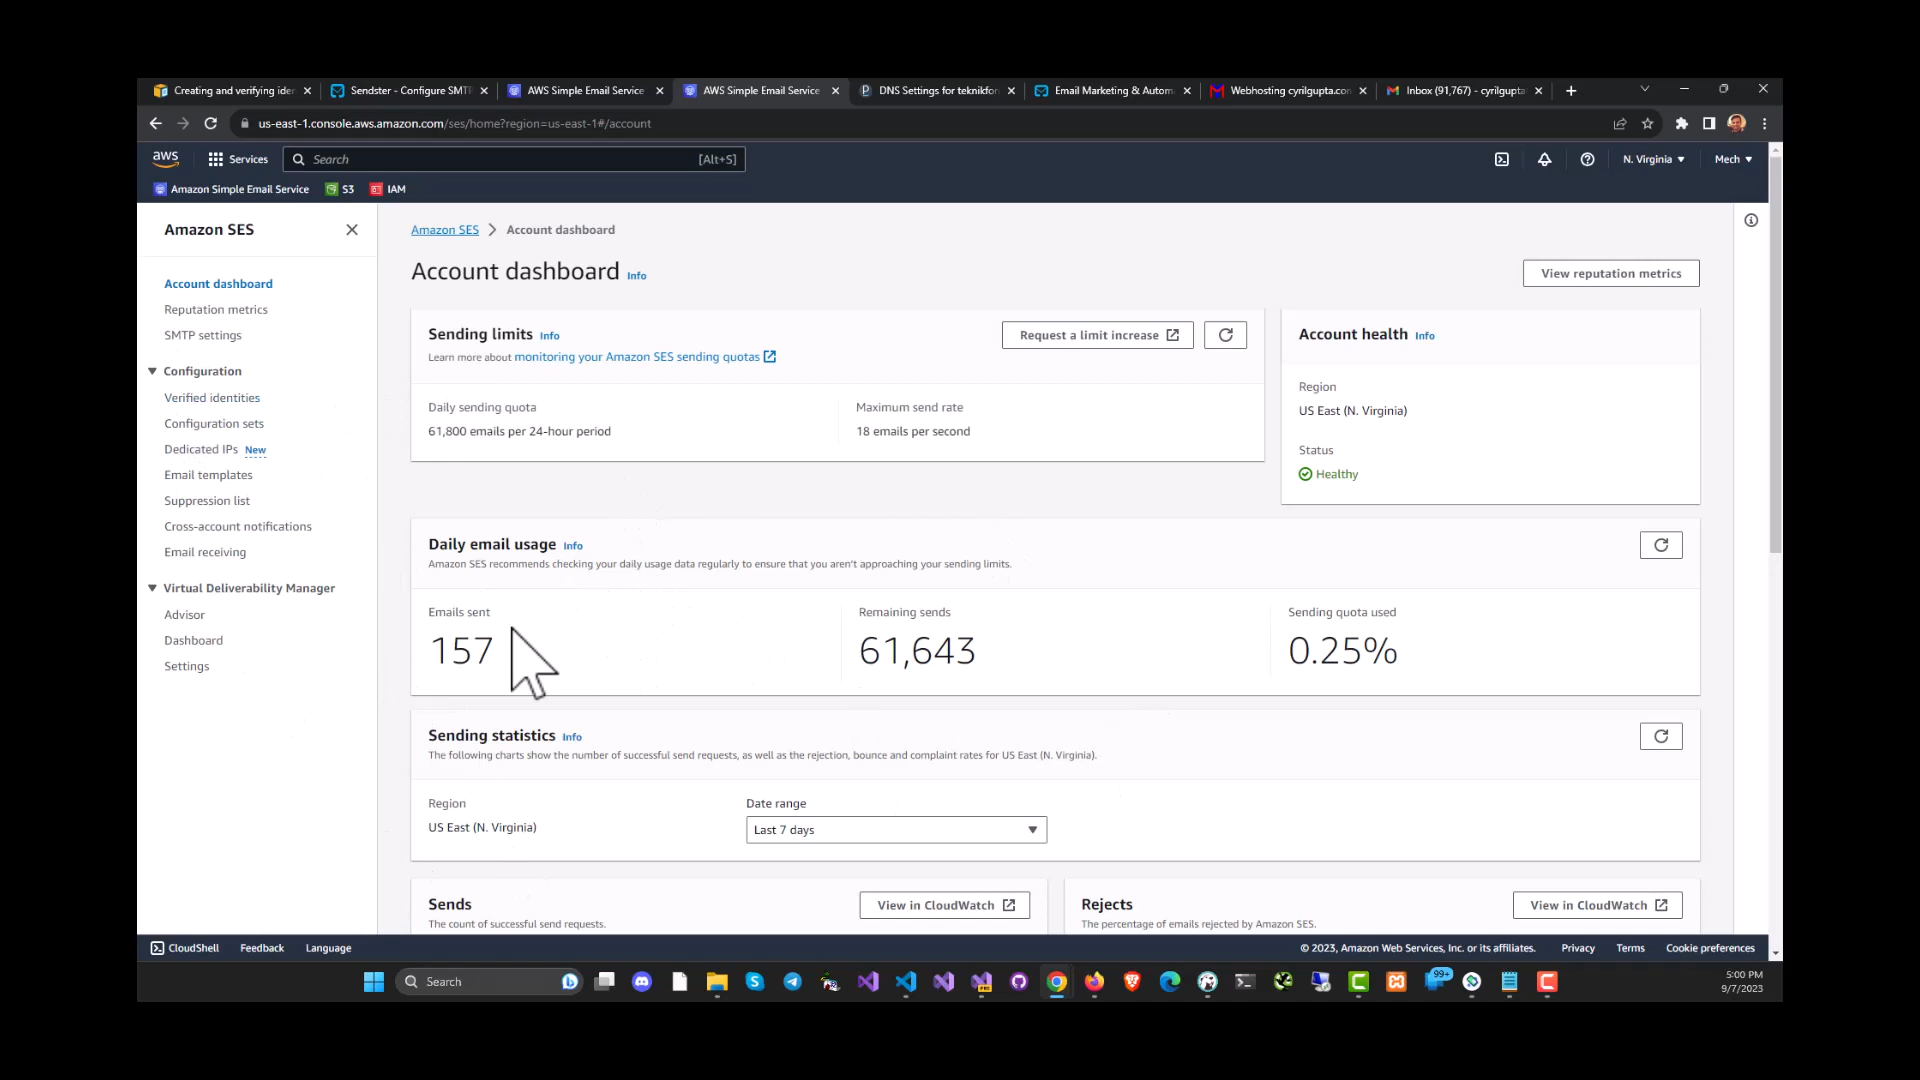 Creating and verifying ide
Sendster - Configure SMT
AWS Simple Email Service
AWS Simple Email Service
DNS Settings for teknikfor
Email Marketing & Autom
Webhosting cyrilgupta.co
Inbox (91,767) - cyrilgupta
us-east-1.console.aws.amazon.com/ses/home?region=us-east-1#/account
aws
Services
Search
[Alt+S]
N. Virginia
Mech
Amazon Simple Email Service
S3
IAM
Amazon SES
Account dashboard
Reputation metrics
SMTP settings
Configuration
Verified identities
Configuration sets
Dedicated IPs New
Email templates
Suppression list
Cross-account notifications
Email receiving
Virtual Deliverability Manager
Advisor
Dashboard
Settings
Amazon SES > Account dashboard
Account dashboard Info
View reputation metrics
Sending limits Info
Learn more about monitoring your Amazon SES sending quotas
Request a limit increase
Daily sending quota
61,800 emails per 24-hour period
Maximum send rate
18 emails per second
Account health Info
Region
US East (N. Virginia)
Status
Healthy
Daily email usage Info
Amazon SES recommends checking your daily usage data regularly to ensure that you aren't approaching your sending limits.
Emails sent
157
Remaining sends
61,643
Sending quota used
0.25%
Sending statistics Info
The following charts show the number of successful send requests, as well as the rejection, bounce and complaint rates for US East (N. Virginia).
Region
US East (N. Virginia)
Date range
Last 7 days
Sends
The count of successful send requests.
View in CloudWatch
Rejects
The percentage of emails rejected by Amazon SES.
View in CloudWatch
CloudShell
Feedback
Language
© 2023, Amazon Web Services, Inc. or its affiliates.
Privacy
Terms
Cookie preferences
Search
99+
5:00 PM
9/7/2023